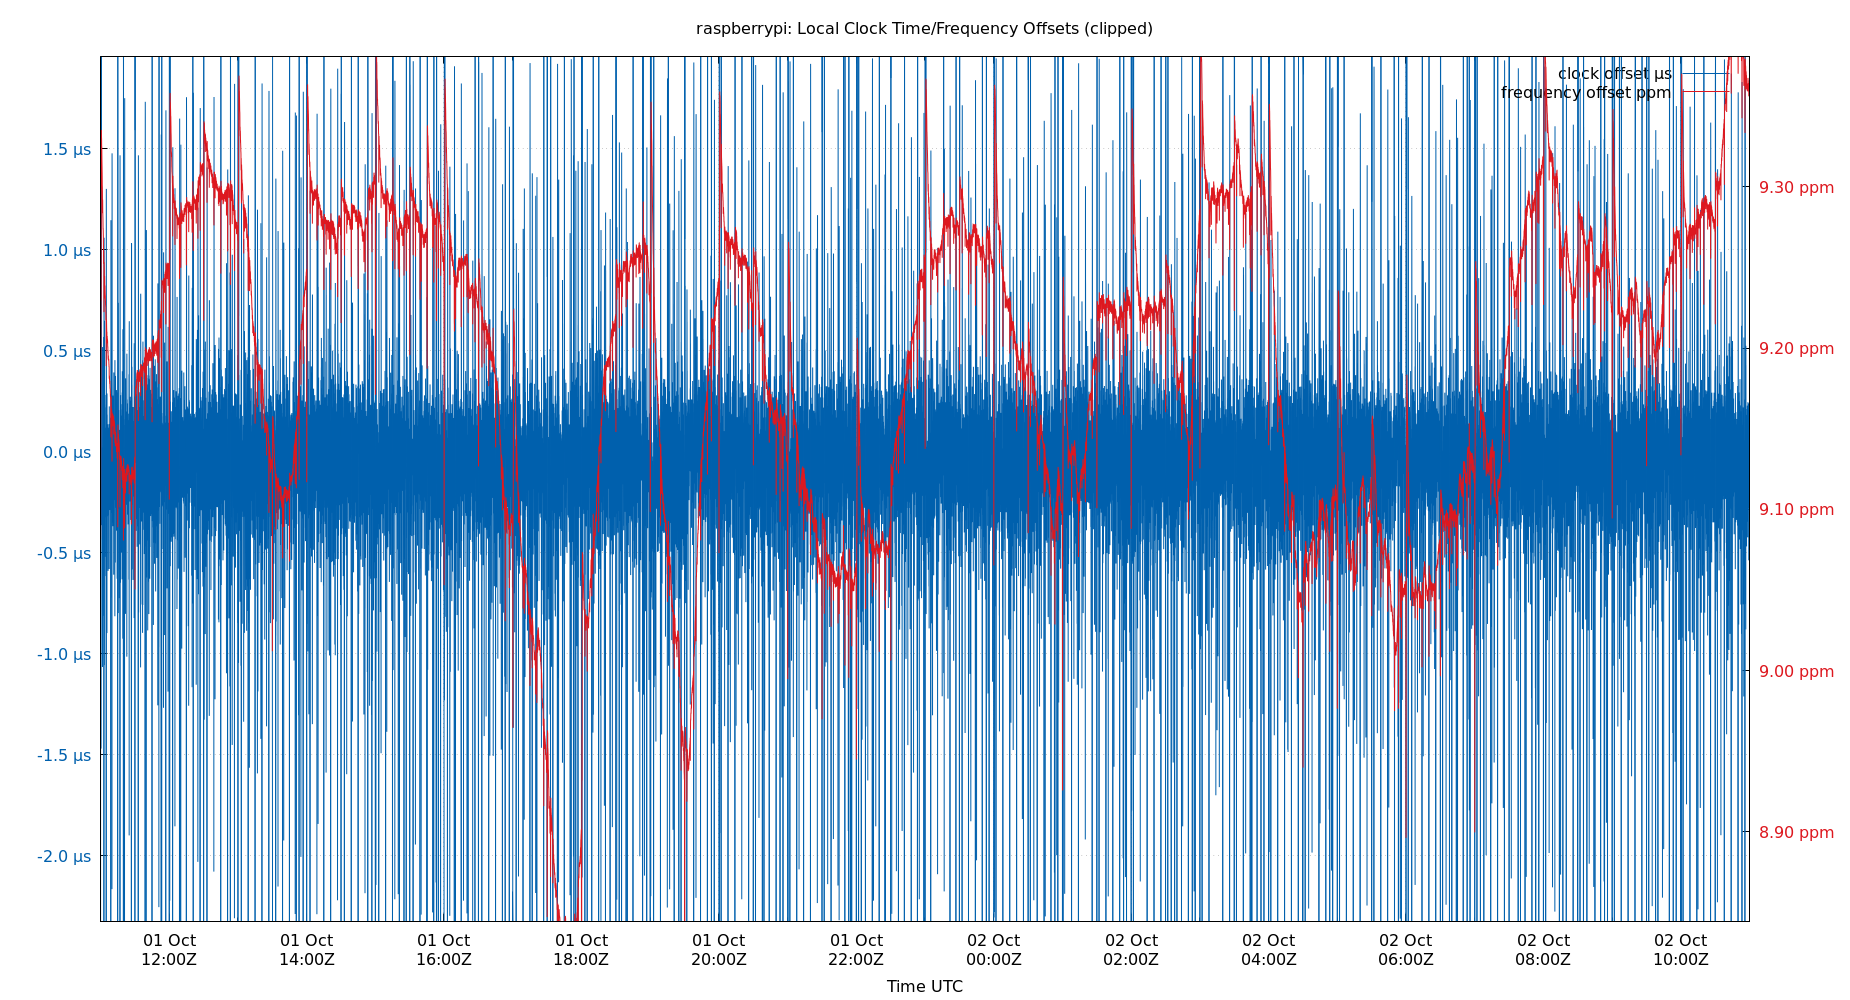 raspberrypi: Local Clock Time/Frequency Offsets (clipped)
clock offset µs
frequency offset ppm
1.5 µs
1.0 µs
0.5 µs
0.0 µs
-0.5 µs
-1.0 µs
-1.5 µs
-2.0 µs
9.30 ppm
9.20 ppm
9.10 ppm
9.00 ppm
8.90 ppm
01 Oct 01 Oct 01 Oct 01 Oct 01 Oct 01 Oct 02 Oct 02 Oct 02 Oct 02 Oct 02 Oct 02 Oct
12:00Z 14:00Z 16:00Z 18:00Z 20:00Z 22:00Z 00:00Z 02:00Z 04:00Z 06:00Z 08:00Z 10:00Z
Time UTC